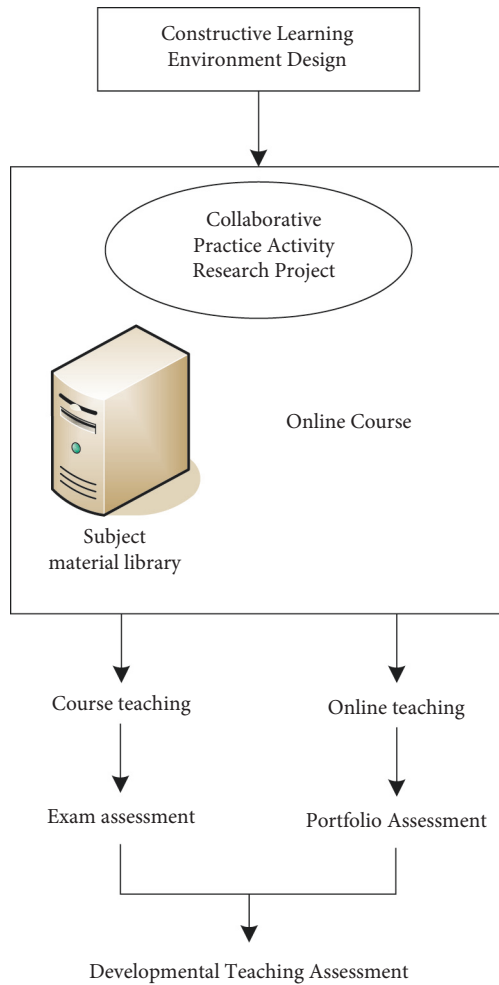 Constructive Learning
Environment Design
Collaborative
Practice Activity
Research Project
Online Course
Subject
material library
Course teaching
Online teaching
Exam assessment
Portfolio Assessment
Developmental Teaching Assessment